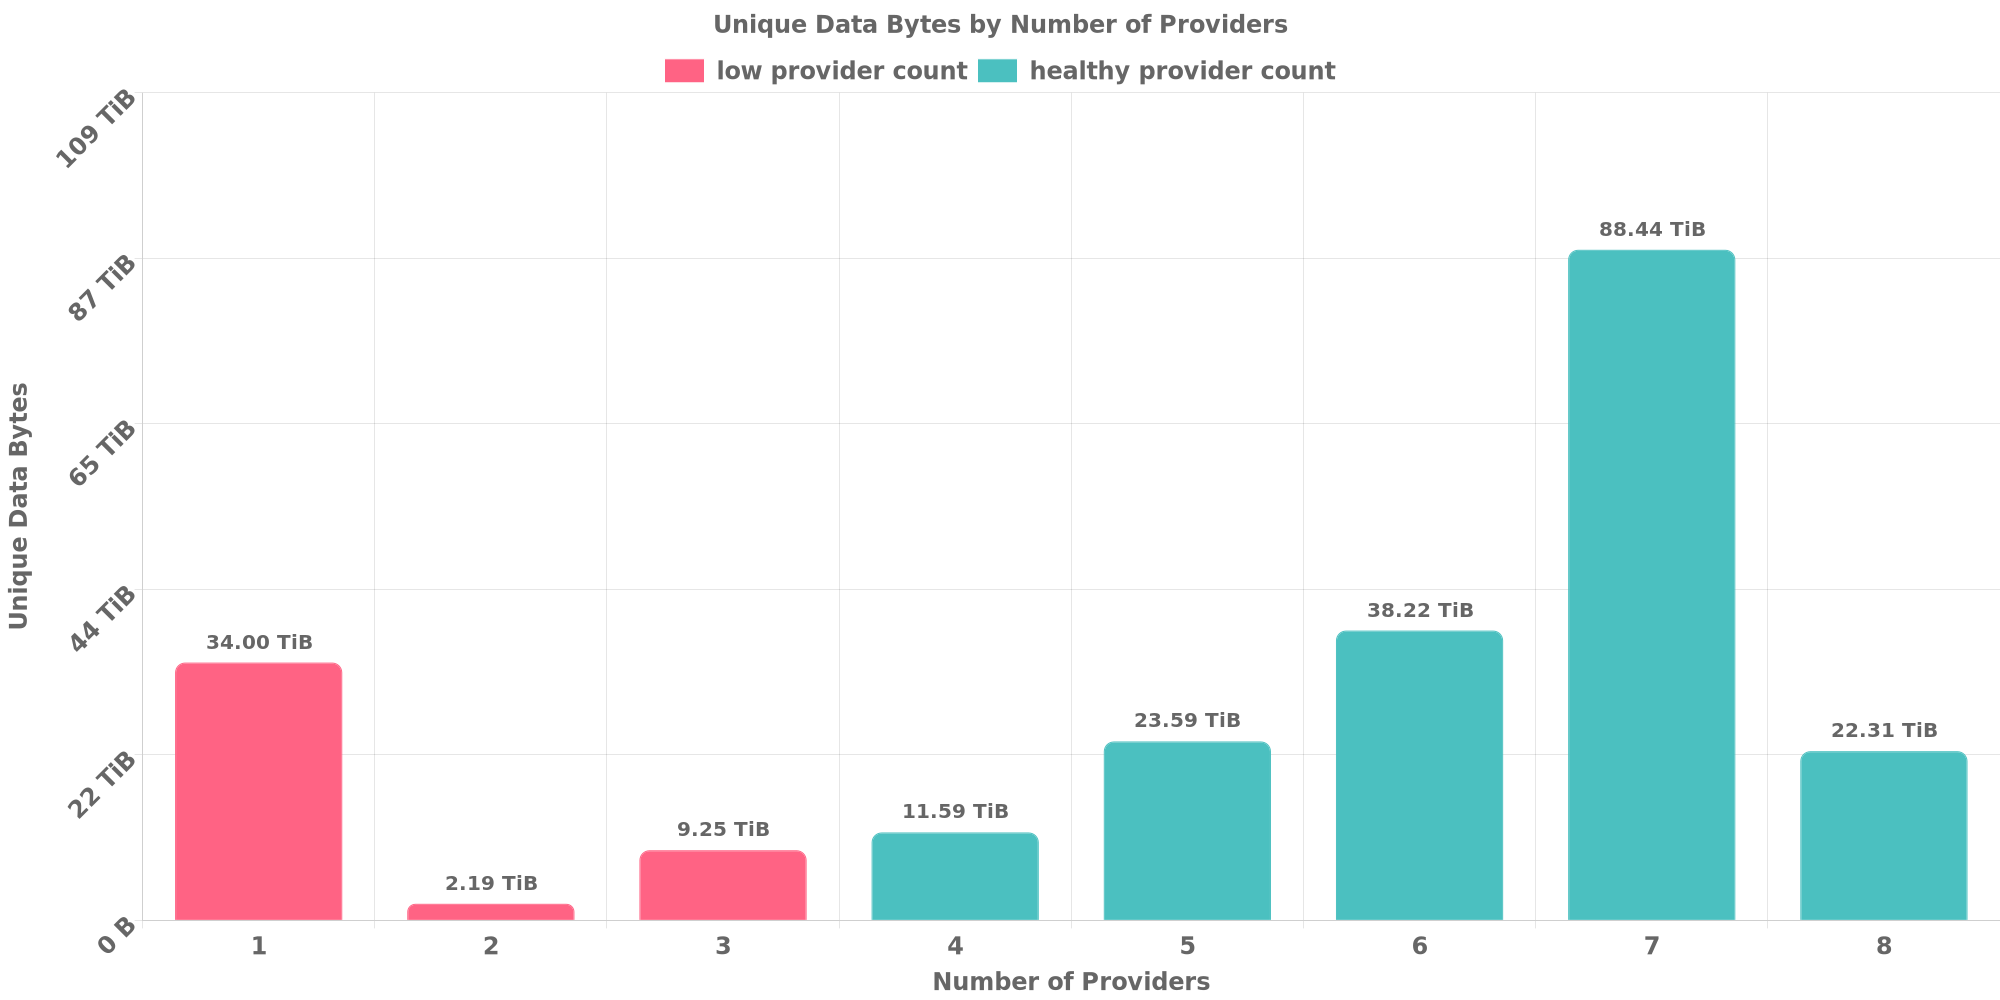 Unique Data Bytes by Number of Providers
low provider count healthy provider count
109 TiB
87 TiB
65 TiB
44 TiB
22 TiB
0 B
Unique Data Bytes
34.00 TiB
2.19 TiB
9.25 TiB
11.59 TiB
23.59 TiB
38.22 TiB
88.44 TiB
22.31 TiB
1 2 3 4 5 6 7 8
Number of Providers